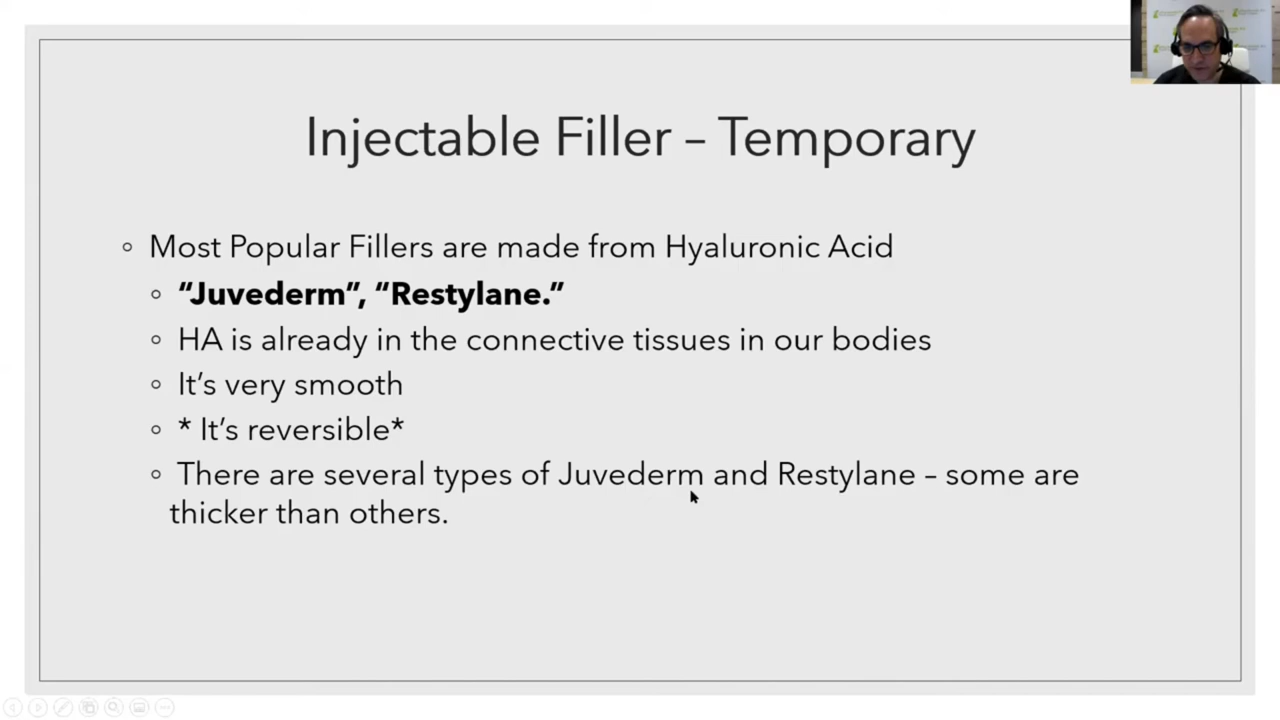 Injectable Filler – Temporary
◦ Most Popular Fillers are made from Hyaluronic Acid
◦ “Juvederm”, “Restylane.”
◦ HA is already in the connective tissues in our bodies
◦ It’s very smooth
◦ * It’s reversible*
◦ There are several types of Juvederm and Restylane – some are
thicker than others.